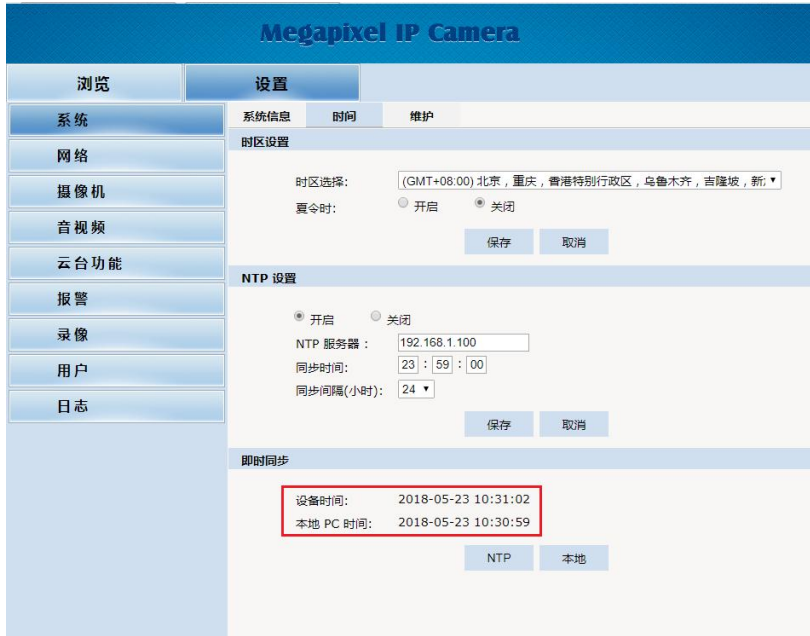 Megapixel IP Camera
浏览 设置
系统
网络
摄像机
音视频
云台功能
报警
录像
用户
日志
系统信息 时间 维护
时区设置
时区选择: (GMT+08:00) 北京，重庆，香港特别行政区，乌鲁木齐，吉隆坡，新
夏令时: 开启 关闭
保存 取消
NTP 设置
开启 关闭
NTP 服务器： 192.168.1.100
同步时间: 23 : 59 : 00
同步间隔(小时): 24
保存 取消
即时同步
设备时间: 2018-05-23 10:31:02
本地 PC 时间: 2018-05-23 10:30:59
NTP 本地